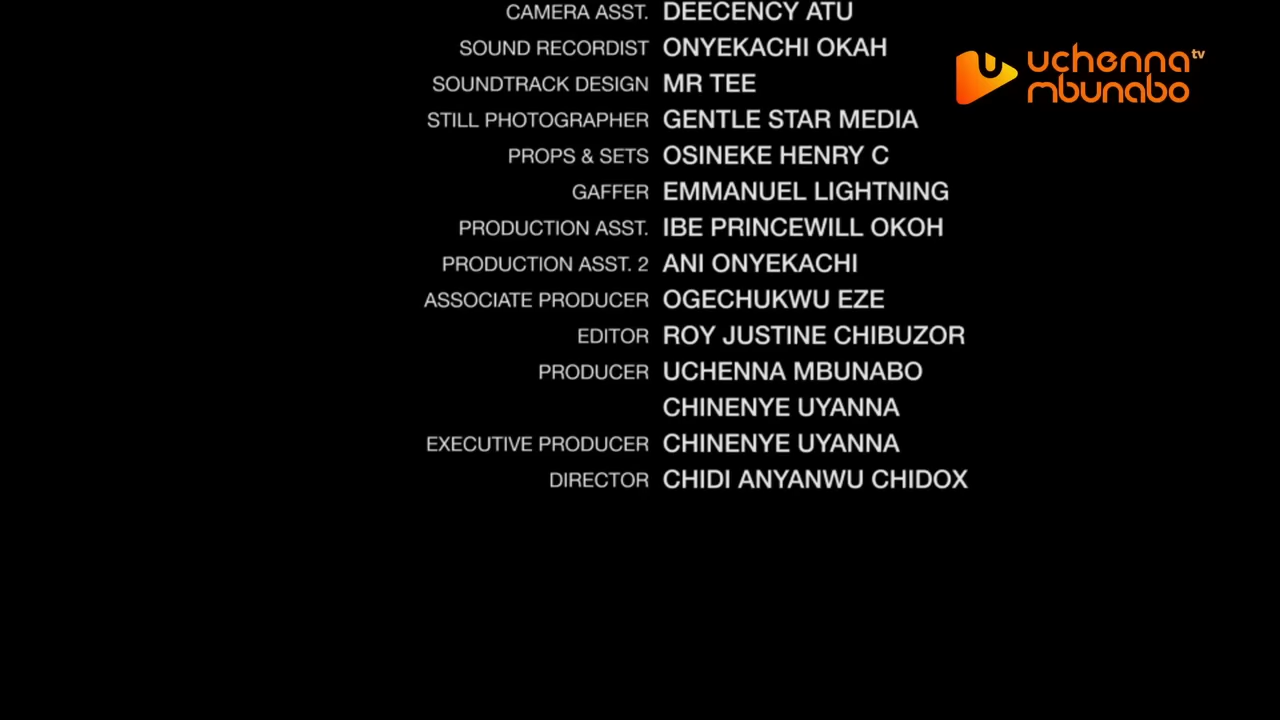 CAMERA ASST. DEECENCY ATU
SOUND RECORDIST ONYEKACHI OKAH
SOUNDTRACK DESIGN MR TEE
STILL PHOTOGRAPHER GENTLE STAR MEDIA
PROPS & SETS OSINEKE HENRY C
GAFFER EMMANUEL LIGHTNING
PRODUCTION ASST. IBE PRINCEWILL OKOH
PRODUCTION ASST. 2 ANI ONYEKACHI
ASSOCIATE PRODUCER OGECHUKWU EZE
EDITOR ROY JUSTINE CHIBUZOR
PRODUCER UCHENNA MBUNABO
CHINENYE UYANNA
EXECUTIVE PRODUCER CHINENYE UYANNA
DIRECTOR CHIDI ANYANWU CHIDOX
uchenna tv
mbunabo